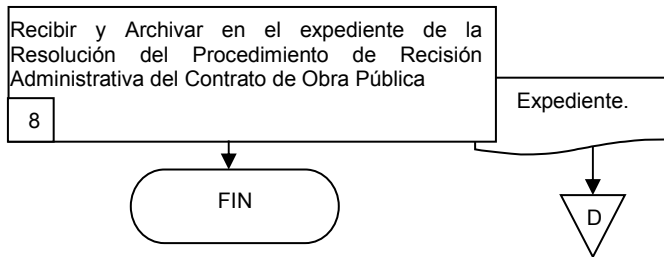 Recibir y Archivar en el expediente de la
Resolución del Procedimiento de Recisión
Administrativa del Contrato de Obra Pública
8
Expediente.
FIN
D